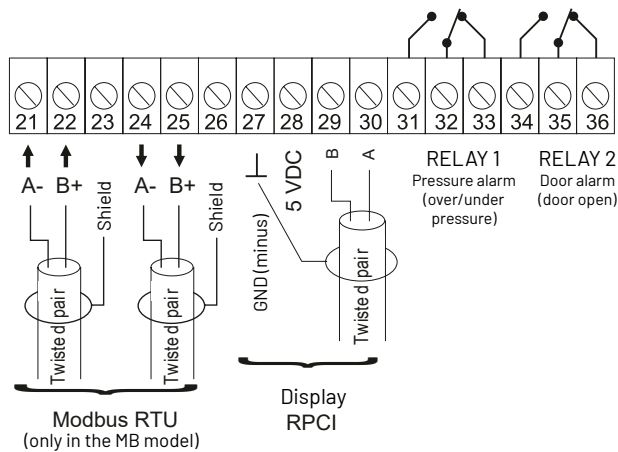 21 22 23 24 25 26 27 28 29 30 31 32 33 34 35 36
A- B+
Shield
Twisted pair
A- B+
Shield
Twisted pair
Modbus RTU
(only in the MB model)
GND (minus)
5 VDC
B
A
Twisted pair
Display
RPCI
RELAY 1
Pressure alarm
(over/under
pressure)
RELAY 2
Door alarm
(door open)